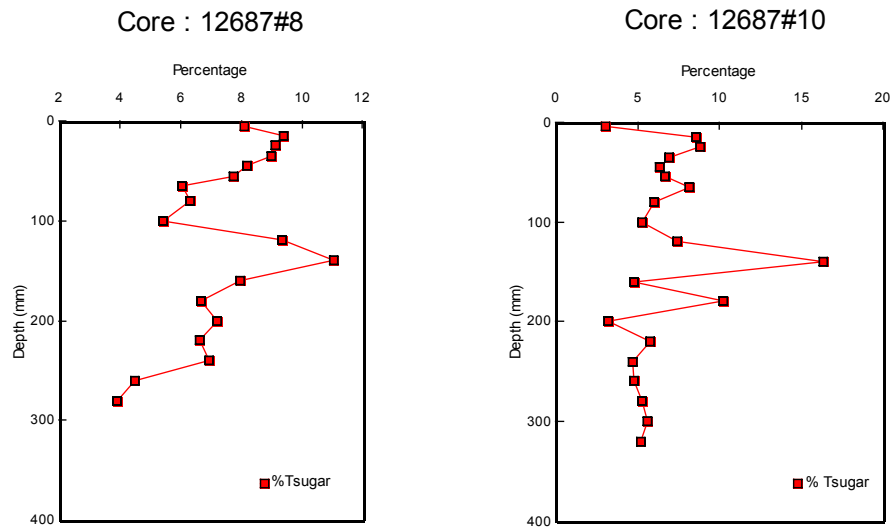 Core : 12687#8
Percentage
2 4 6 8 10 12
0
100
200
300
400
Depth (mm)
%Tsugar
Core : 12687#10
Percentage
0 5 10 15 20
0
100
200
300
400
Depth (mm)
% Tsugar